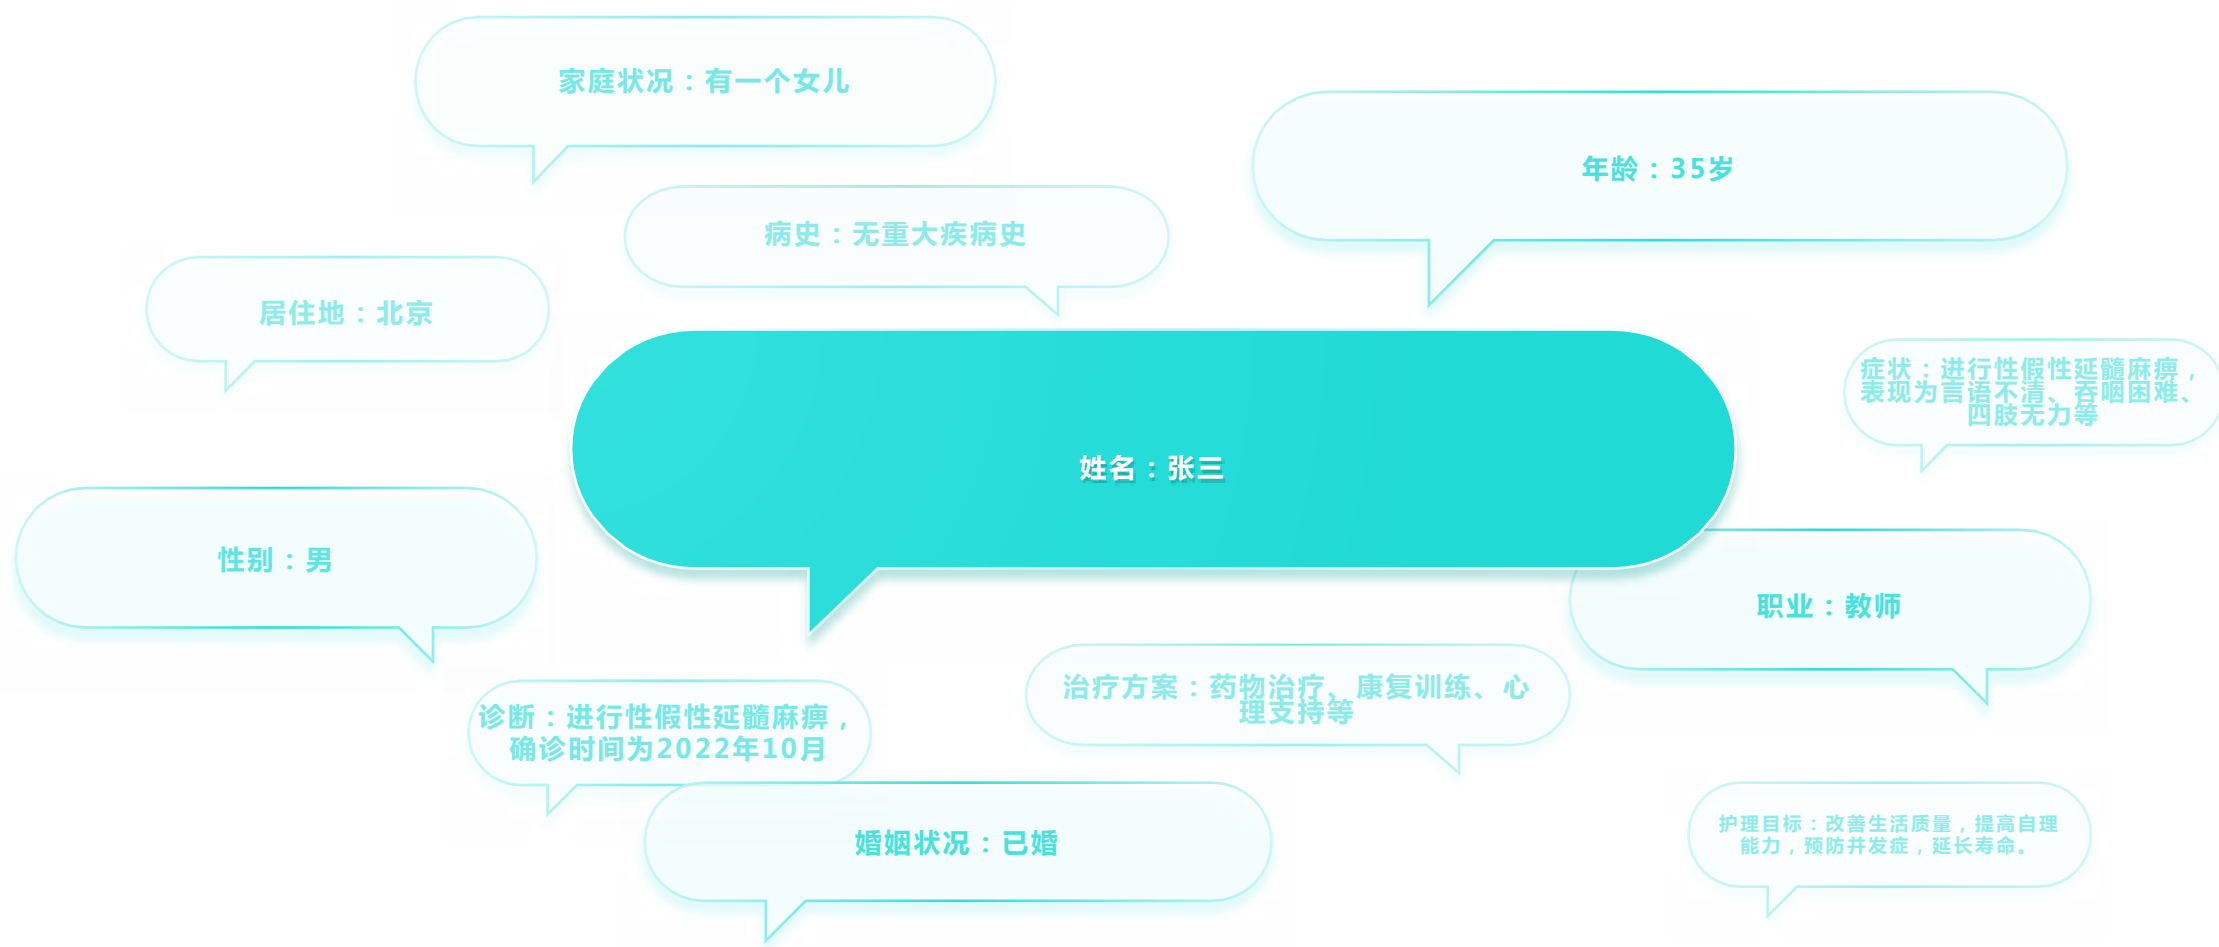 家庭状况：有一个女儿
年龄：35岁
病史：无重大疾病史
居住地：北京
症状：进行性假性延髓麻痹，
表现为言语不清、吞咽困难、
四肢无力等
姓名：张三
性别：男
职业：教师
治疗方案：药物治疗、康复训练、心
理支持等
诊断：进行性假性延髓麻痹，
确诊时间为2022年10月
婚姻状况：已婚
护理目标：改善生活质量，提高自理
能力，预防并发症，延长寿命。